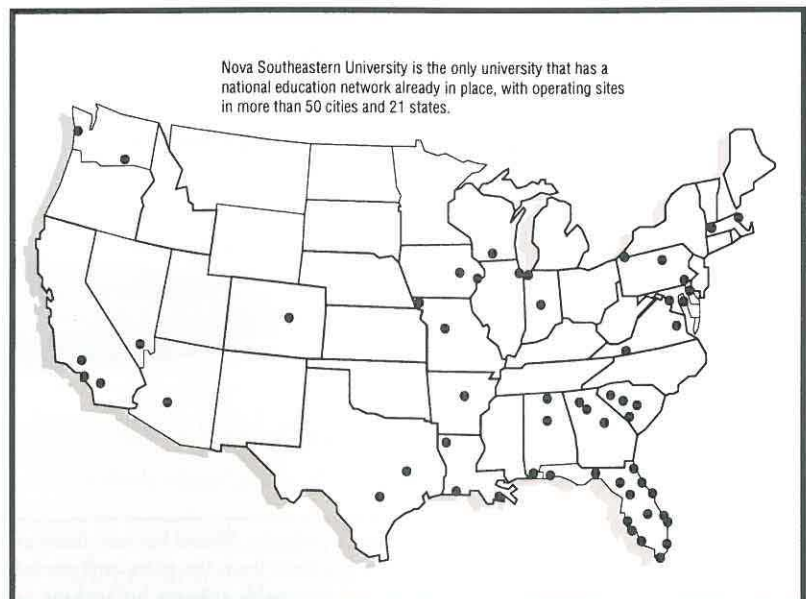 Nova Southeastern University is the only university that has a
national education network already in place, with operating sites
in more than 50 cities and 21 states.